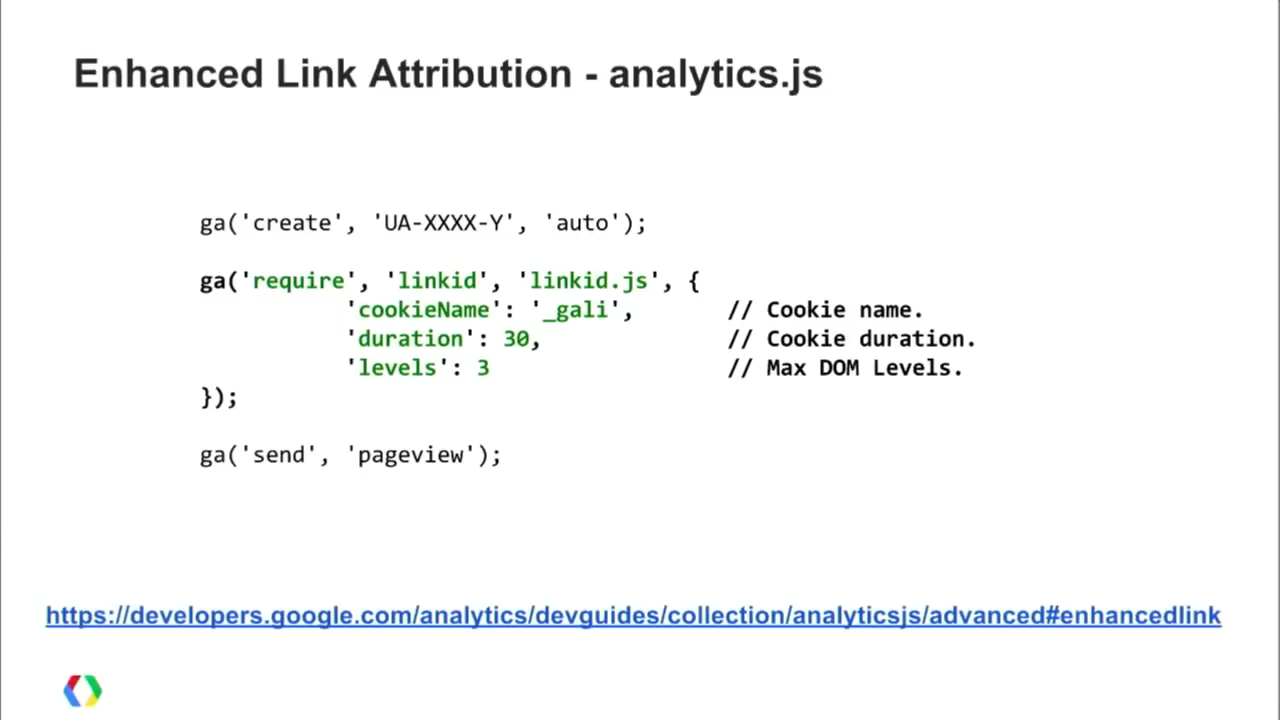 Enhanced Link Attribution - analytics.js
ga('create', 'UA-XXXX-Y', 'auto');
ga('require', 'linkid', 'linkid.js', {
'cookieName': '_gali', // Cookie name.
'duration': 30, // Cookie duration.
'levels': 3 // Max DOM Levels.
});
ga('send', 'pageview');
https://developers.google.com/analytics/devguides/collection/analyticsjs/advanced#enhancedlink